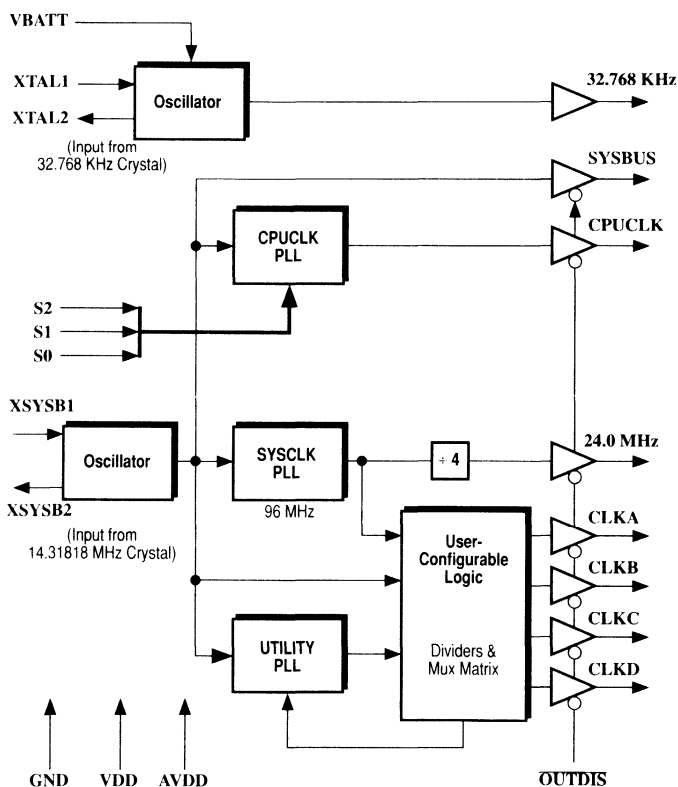 VBATT
XTAL1
XTAL2
Oscillator
(Input from
32.768 KHz Crystal)
32.768 KHz
SYSBUS
CPUCLK
PLL
CPUCLK
S2
S1
S0
XSYSB1
Oscillator
XSYSB2
(Input from
14.31818 MHz Crystal)
SYSCLK
PLL
96 MHz
÷ 4
24.0 MHz
User-
Configurable
Logic
Dividers &
Mux Matrix
CLKA
CLKB
CLKC
CLKD
UTILITY
PLL
GND
VDD
AVDD
OUTDIS